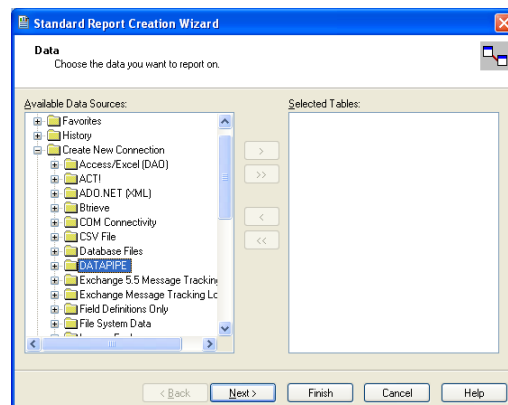 Standard Report Creation Wizard
Data
Choose the data you want to report on.
Available Data Sources:
Selected Tables:
Favorites
History
Create New Connection
Access/Excel (DAO)
ACT!
ADO.NET (XML)
Btrieve
COM Connectivity
CSV File
Database Files
DATAPIPE
Exchange 5.5 Message Tracking
Exchange Message Tracking Lo
Field Definitions Only
File System Data
>
>>
<
<<
< Back
Next >
Finish
Cancel
Help